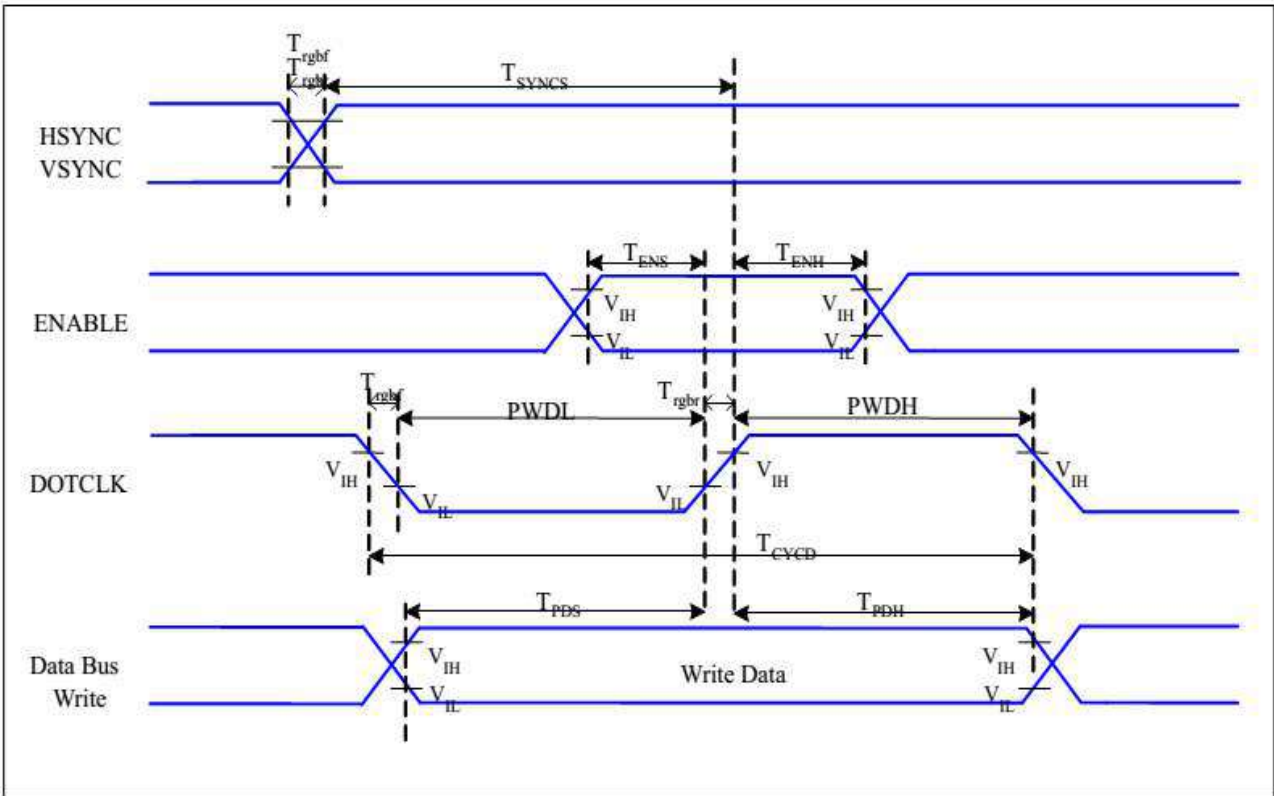 Trgbf
Trgbr
TSYNCS
HSYNC
VSYNC
TENS
TENH
ENABLE
VIH
VIH
VIL
VIL
Trgbf
PWDL
Trgbr
PWDH
DOTCLK
VIH
VIL
VIL
VIH
VIH
TCYCD
TPDS
TPDH
Data Bus
Write
VIH
VIL
Write Data
VIH
VIL